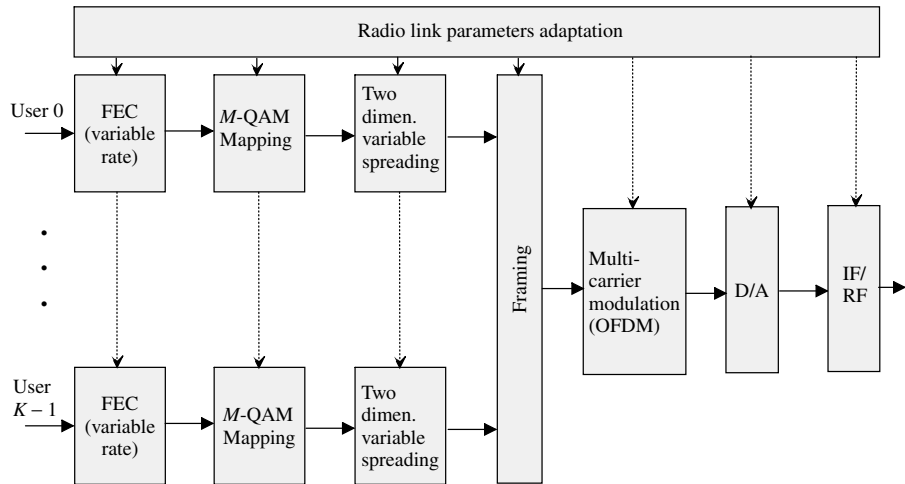 Radio link parameters adaptation
User 0
FEC
(variable
rate)
M-QAM
Mapping
Two
dimen.
variable
spreading
Framing
Multi-
carrier
modulation
(OFDM)
D/A
IF/
RF
User
K – 1
FEC
(variable
rate)
M-QAM
Mapping
Two
dimen.
variable
spreading